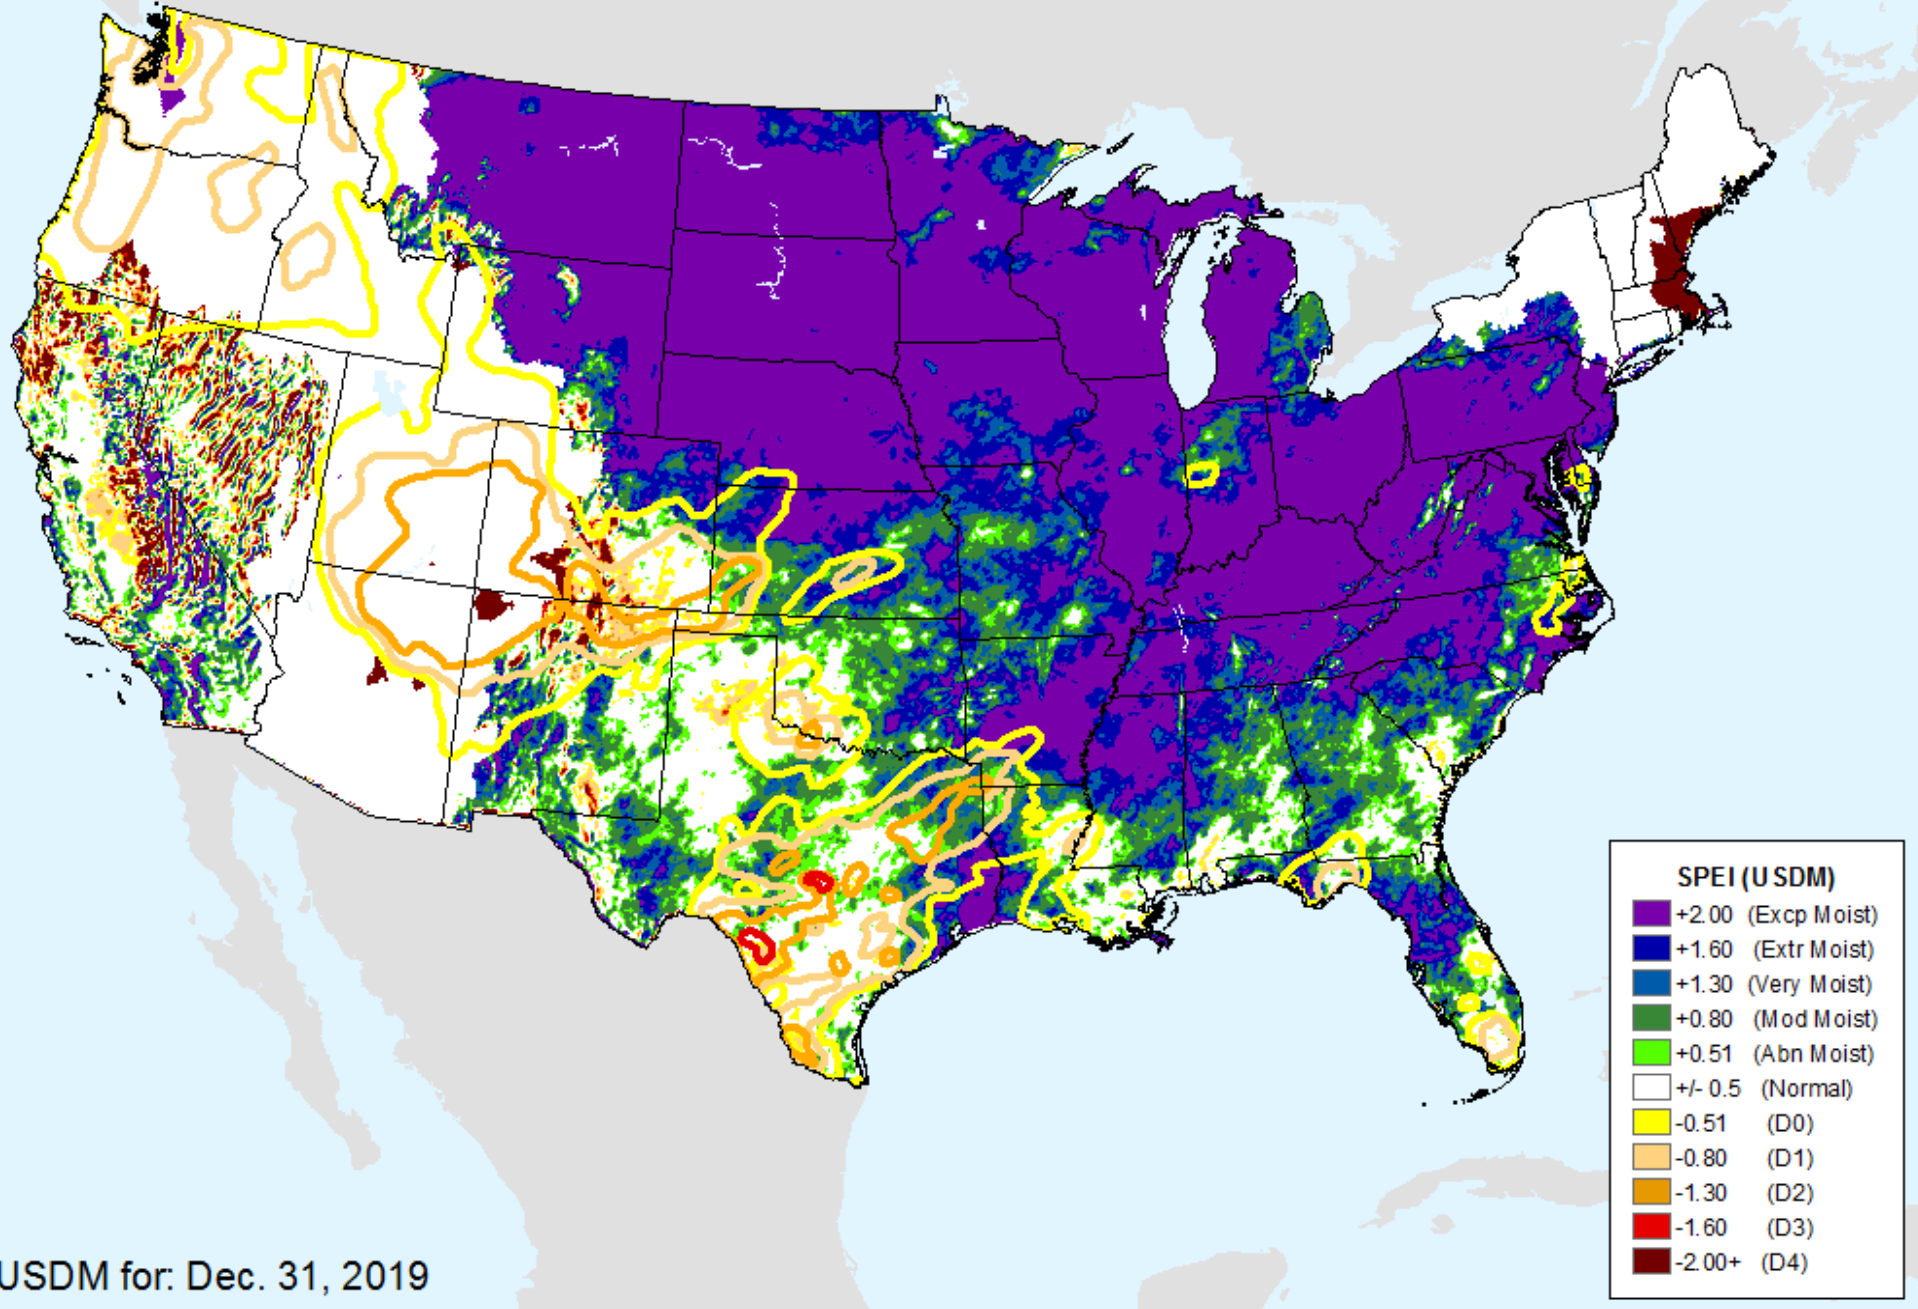 SPEI (USDM)
+2.00 (Excp Moist)
+1.60 (Extr Moist)
+1.30 (Very Moist)
+0.80 (Mod Moist)
+0.51 (Abn Moist)
+/- 0.5 (Normal)
-0.51 (D0)
-0.80 (D1)
-1.30 (D2)
-1.60 (D3)
-2.00+ (D4)
USDM for: Dec. 31, 2019